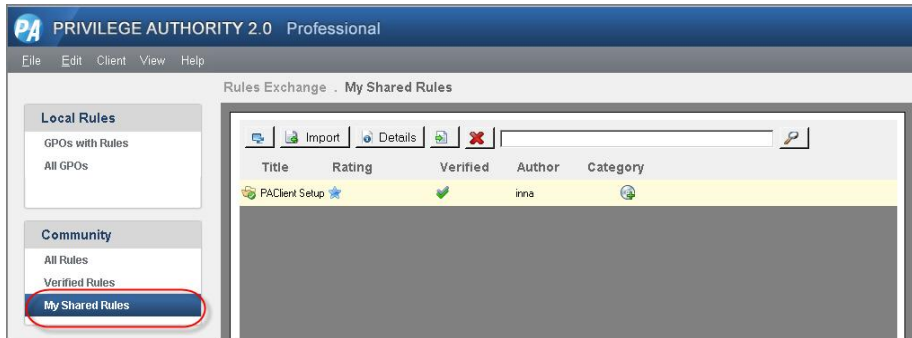 PA PRIVILEGE AUTHORITY 2.0 Professional
File Edit Client View Help
Rules Exchange . My Shared Rules
Local Rules
GPOs with Rules
All GPOs
Import Details
Title Rating Verified Author Category
PAClient Setup inna
Community
All Rules
Verified Rules
My Shared Rules